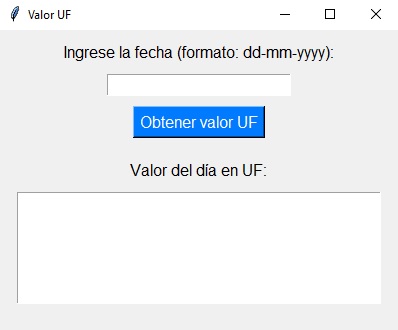 Valor UF
Ingrese la fecha (formato: dd-mm-yyyy):
Obtener valor UF
Valor del día en UF: